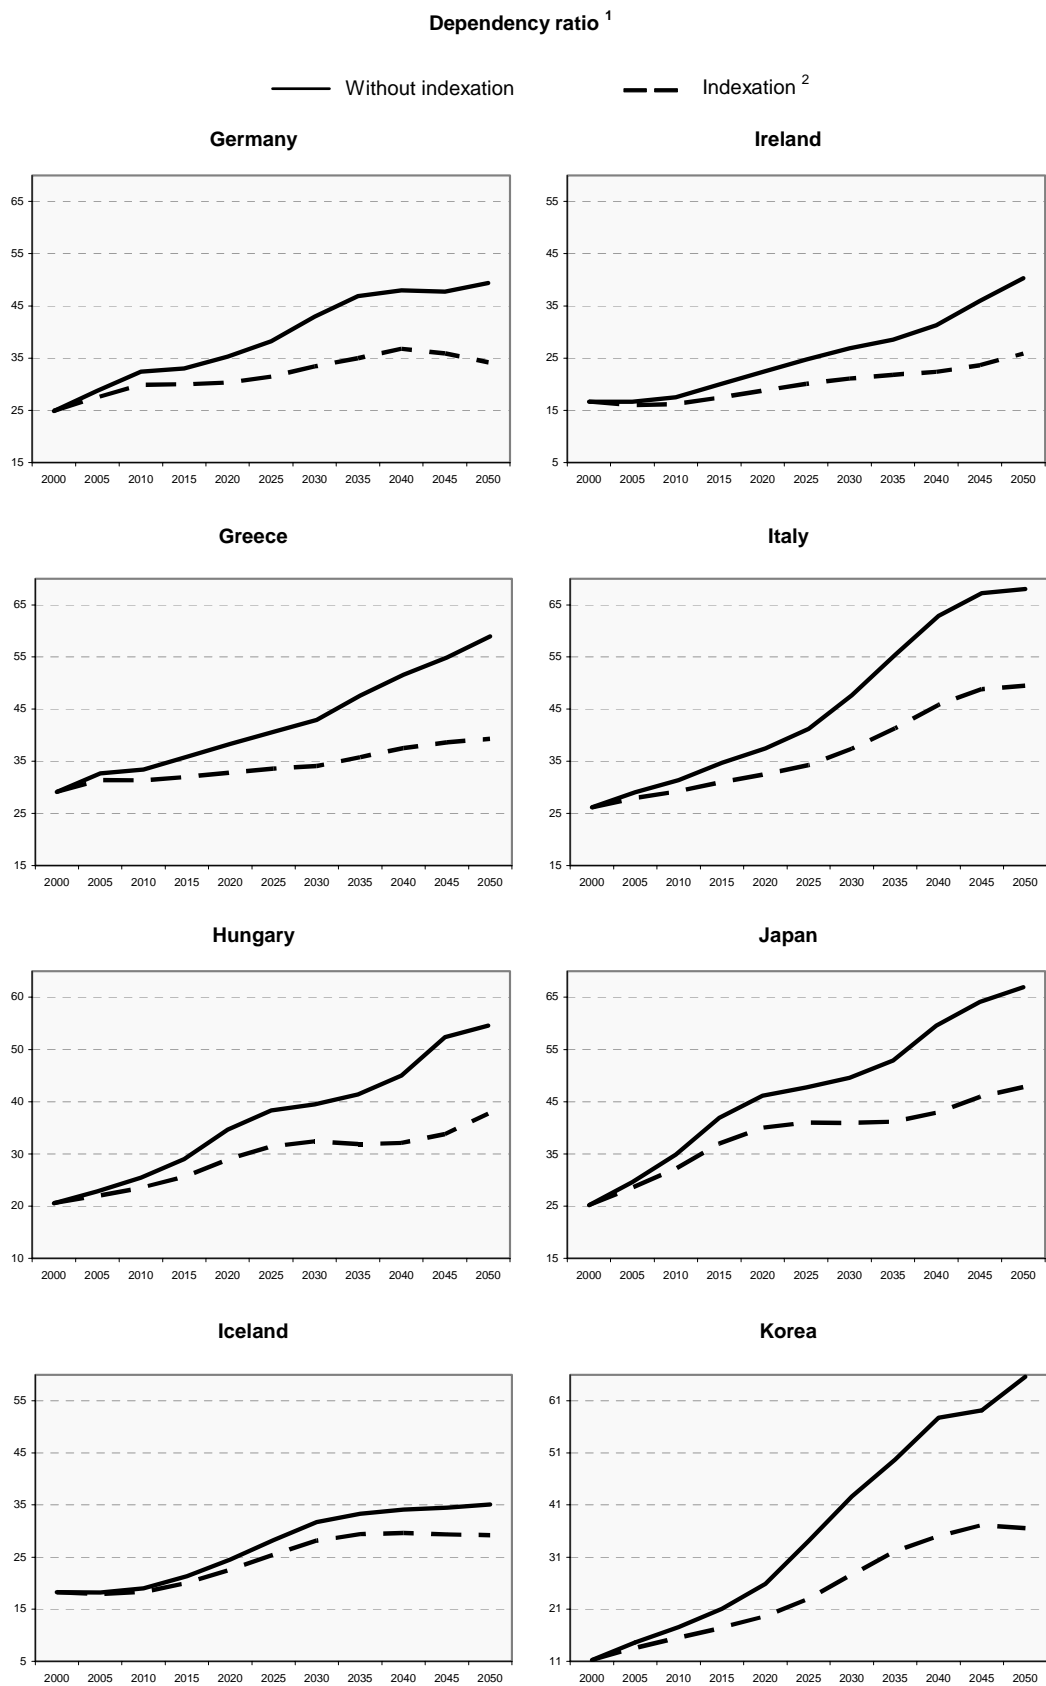 Dependency ratio 1
Without indexation Indexation 2
Germany Ireland
65 55
55 45
45 35
35 25
25 15
15 5
2000 2005 2010 2015 2020 2025 2030 2035 2040 2045 2050 2000 2005 2010 2015 2020 2025 2030 2035 2040 2045 2050
Greece Italy
65 65
55 55
45 45
35 35
25 25
15 15
2000 2005 2010 2015 2020 2025 2030 2035 2040 2045 2050 2000 2005 2010 2015 2020 2025 2030 2035 2040 2045 2050
Hungary Japan
60 65
50 55
40 45
30 35
20 25
10 15
2000 2005 2010 2015 2020 2025 2030 2035 2040 2045 2050 2000 2005 2010 2015 2020 2025 2030 2035 2040 2045 2050
Iceland Korea
55 61
45 51
35 41
25 31
15 21
5 11
2000 2005 2010 2015 2020 2025 2030 2035 2040 2045 2050 2000 2005 2010 2015 2020 2025 2030 2035 2040 2045 2050